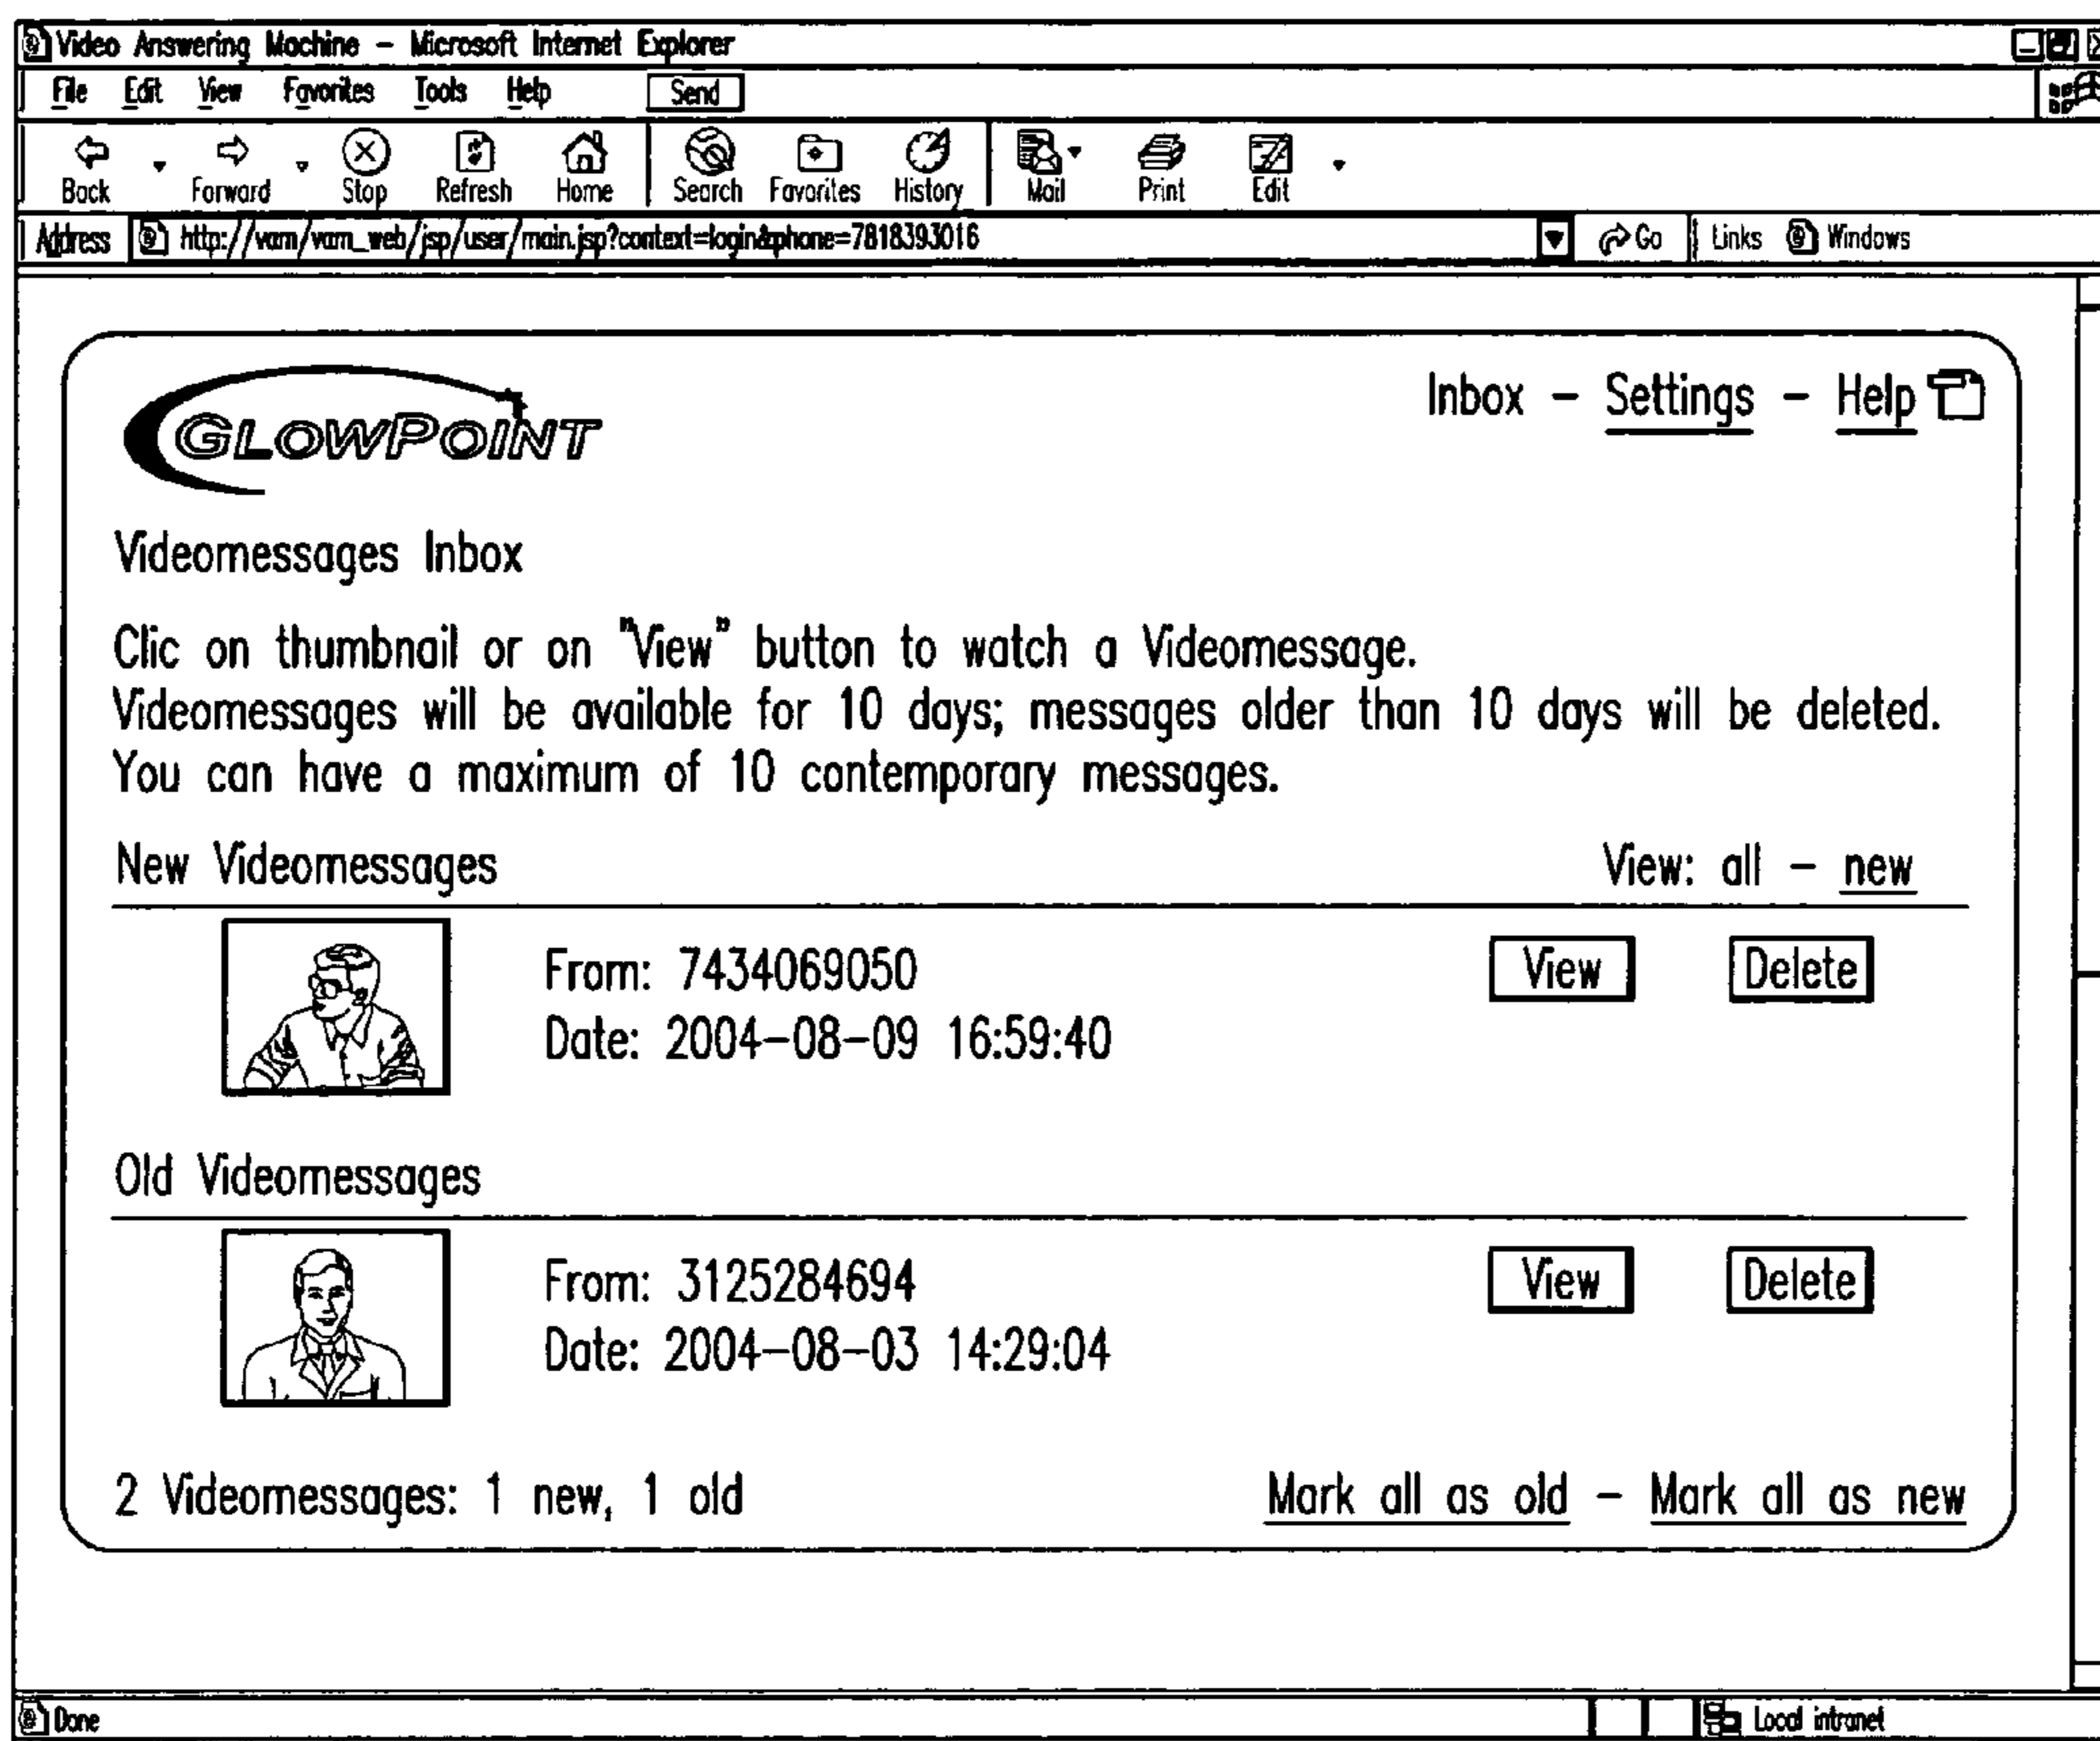 Video Answering Machine – Microsoft Internet Explorer
File Edit View Favorites Tools Help Send
Back Forward Stop Refresh Home Search Favorites History Mail Print Edit
Address http://vam/vam_web/jsp/user/main.jsp?context=login&phone=7818393016 Go Links Windows
GLOWPOINT
Inbox – Settings – Help
Videomessages Inbox
Clic on thumbnail or on "View" button to watch a Videomessage.
Videomessages will be available for 10 days; messages older than 10 days will be deleted.
You can have a maximum of 10 contemporary messages.
New Videomessages View: all – new
From: 7434069050 View Delete
Date: 2004–08–09 16:59:40
Old Videomessages
From: 3125284694 View Delete
Date: 2004–08–03 14:29:04
2 Videomessages: 1 new, 1 old Mark all as old – Mark all as new
Done Local intranet